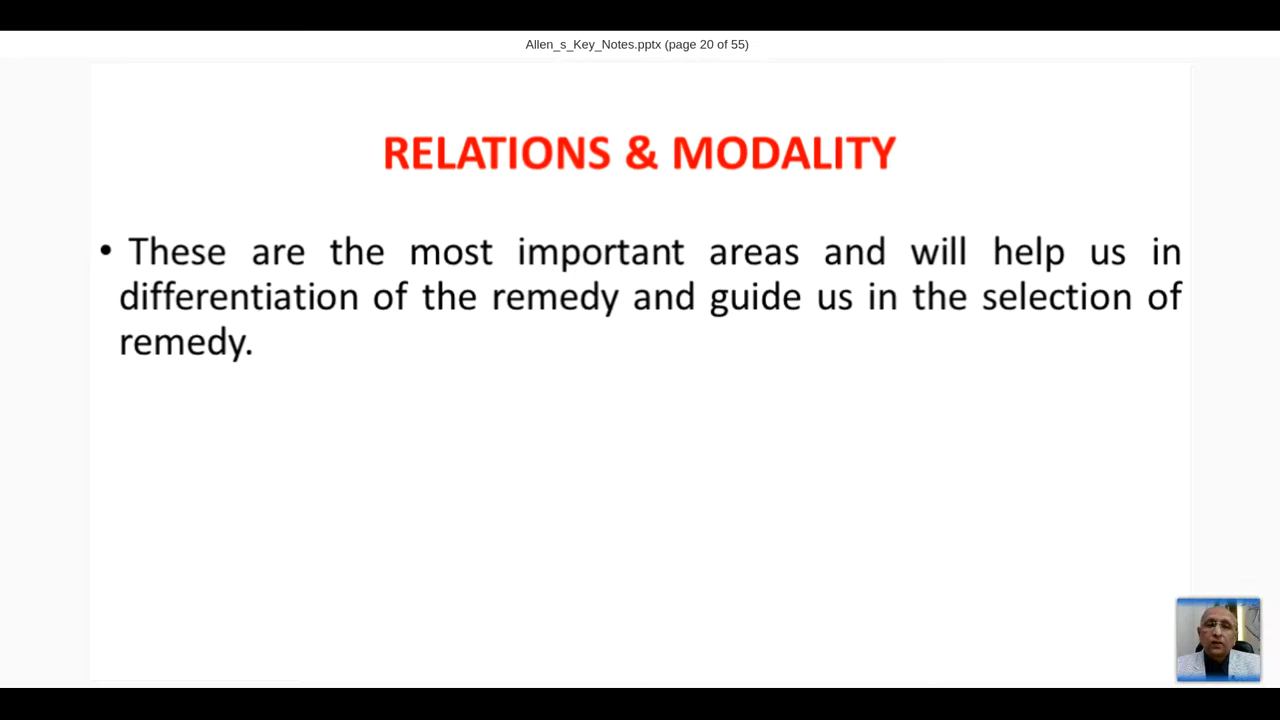 Allen_s_Key_Notes.pptx (page 20 of 55)
RELATIONS & MODALITY
• These are the most important areas and will help us in
differentiation of the remedy and guide us in the selection of
remedy.